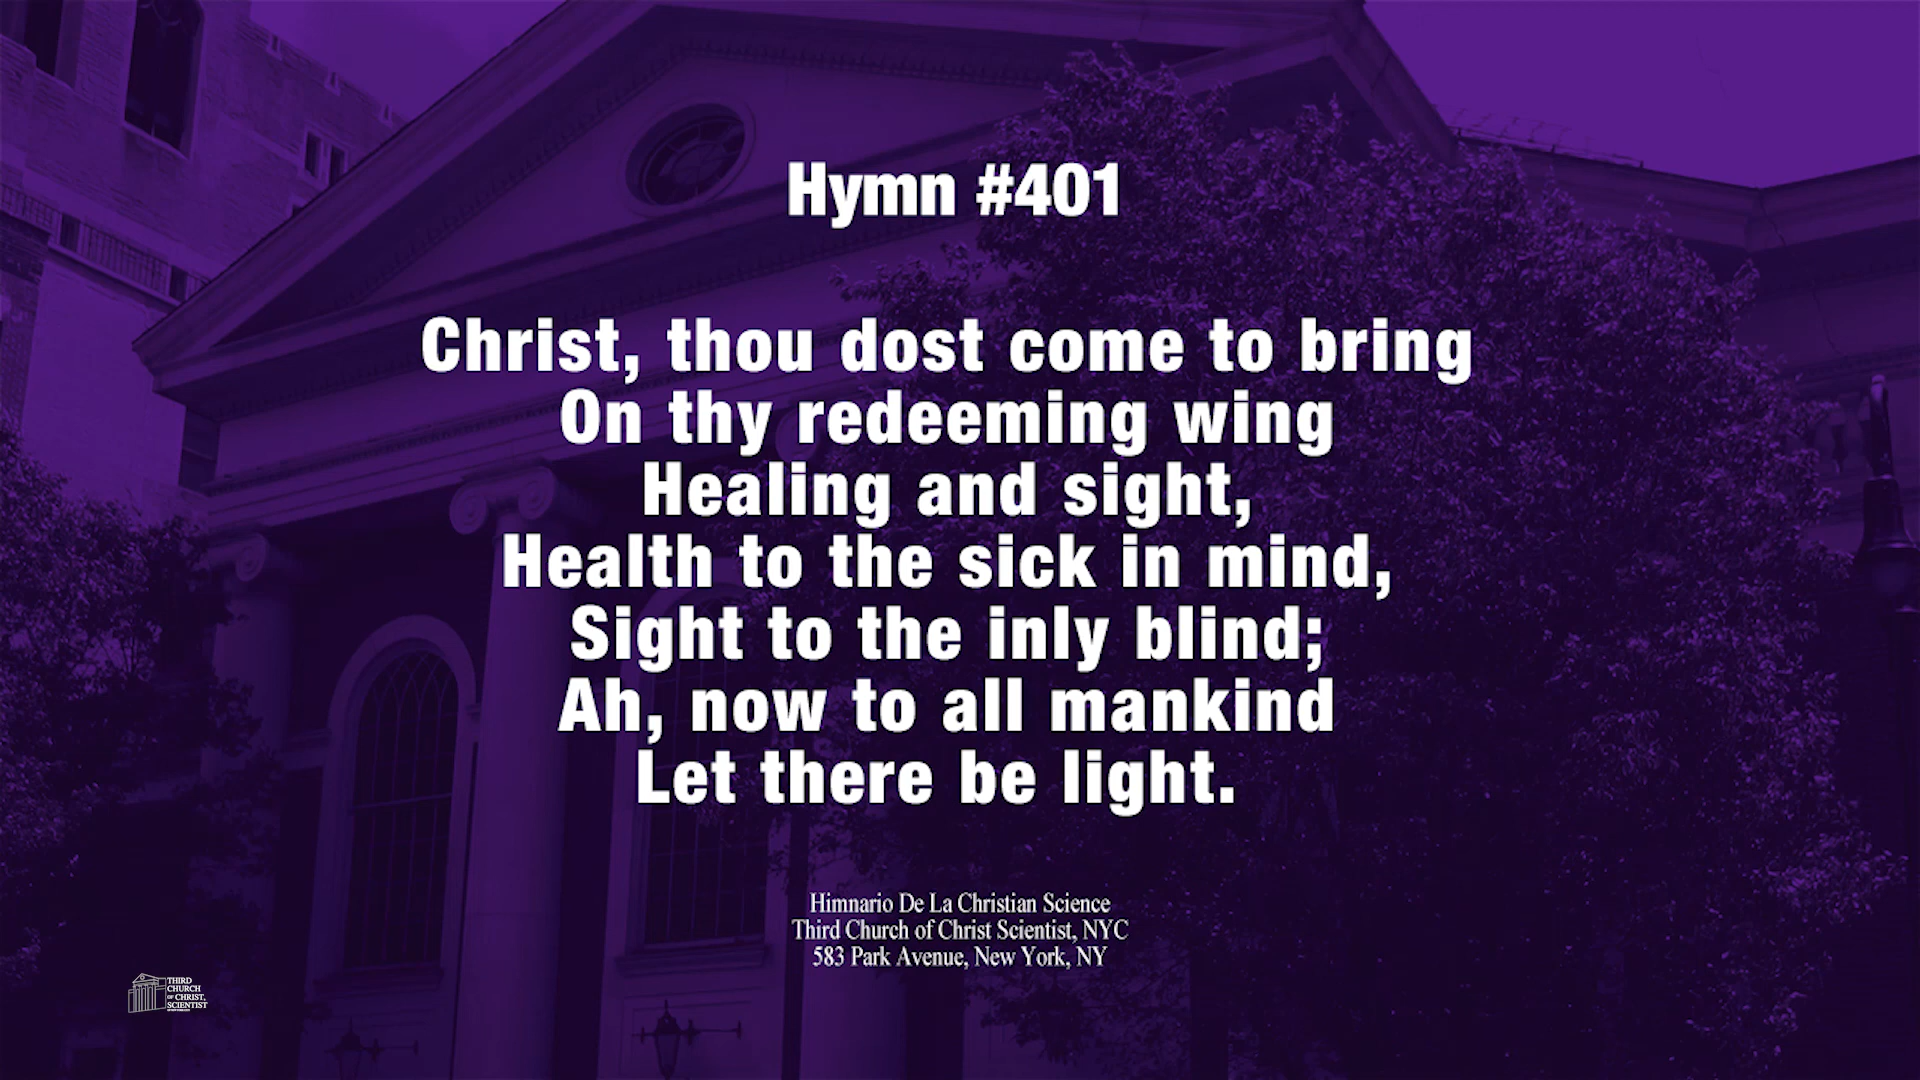 Hymn #401
Christ, thou dost come to bring
On thy redeeming wing
Healing and sight,
Health to the sick in mind,
Sight to the inly blind;
Ah, now to all mankind
Let there be light.
Himnario De La Christian Science
Third Church of Christ Scientist, NYC
583 Park Avenue, New York, NY
THIRD
CHURCH
OF CHRIST,
SCIENTIST